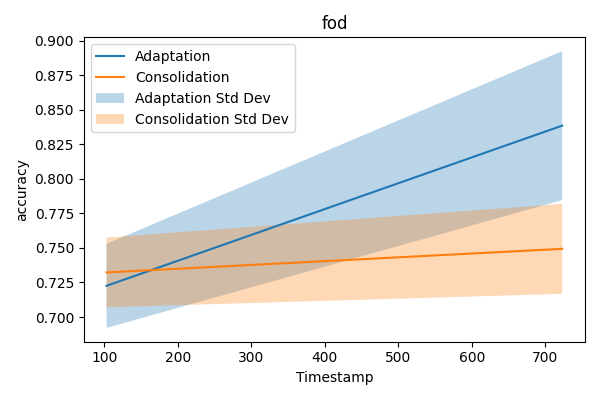 fod
0.900
0.875
0.850
0.825
0.800
0.775
0.750
0.725
0.700
accuracy
Adaptation
Consolidation
Adaptation Std Dev
Consolidation Std Dev
100 200 300 400 500 600 700
Timestamp